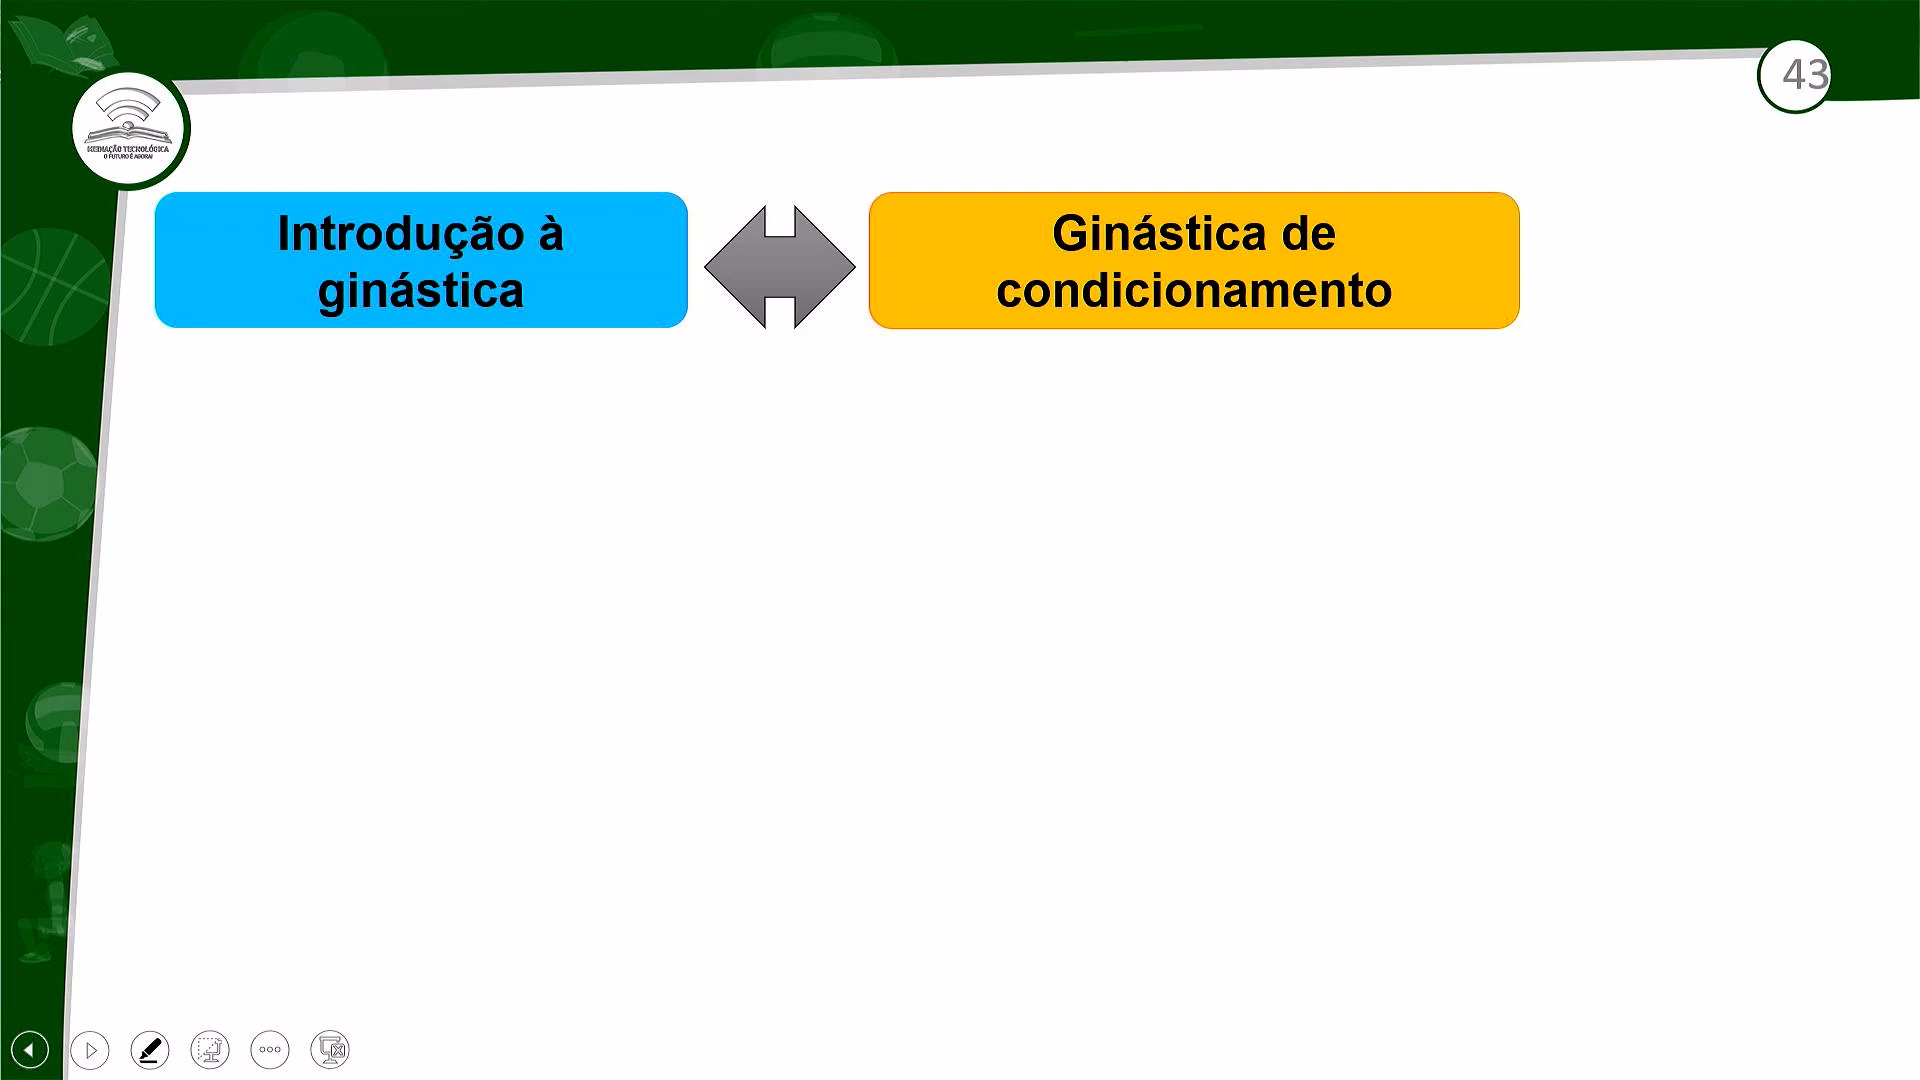 43
MEDIAÇÃO TECNOLÓGICA
O FUTURO É AGORA!
Introdução à
ginástica
Ginástica de
condicionamento